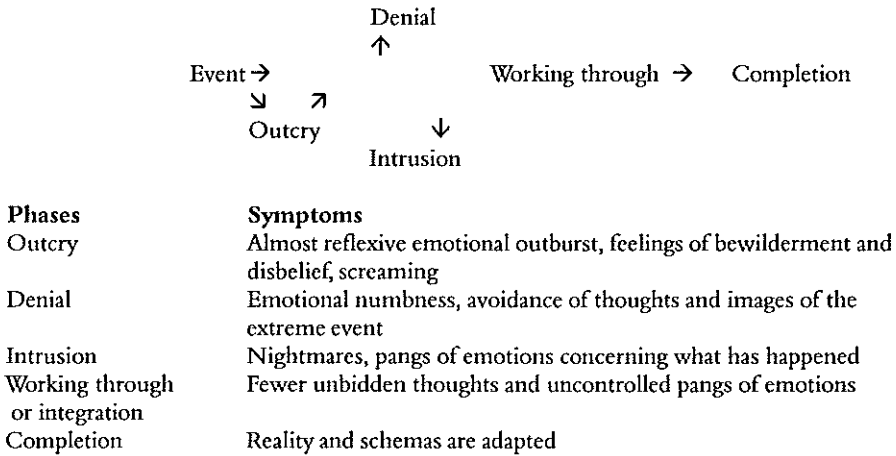 Denial
↑
Event → Working through → Completion
↘ ↗
Outcry ↓
Intrusion
Phases Symptoms
Outcry Almost reflexive emotional outburst, feelings of bewilderment and
disbelief, screaming
Denial Emotional numbness, avoidance of thoughts and images of the
extreme event
Intrusion Nightmares, pangs of emotions concerning what has happened
Working through Fewer unbidden thoughts and uncontrolled pangs of emotions
or integration
Completion Reality and schemas are adapted